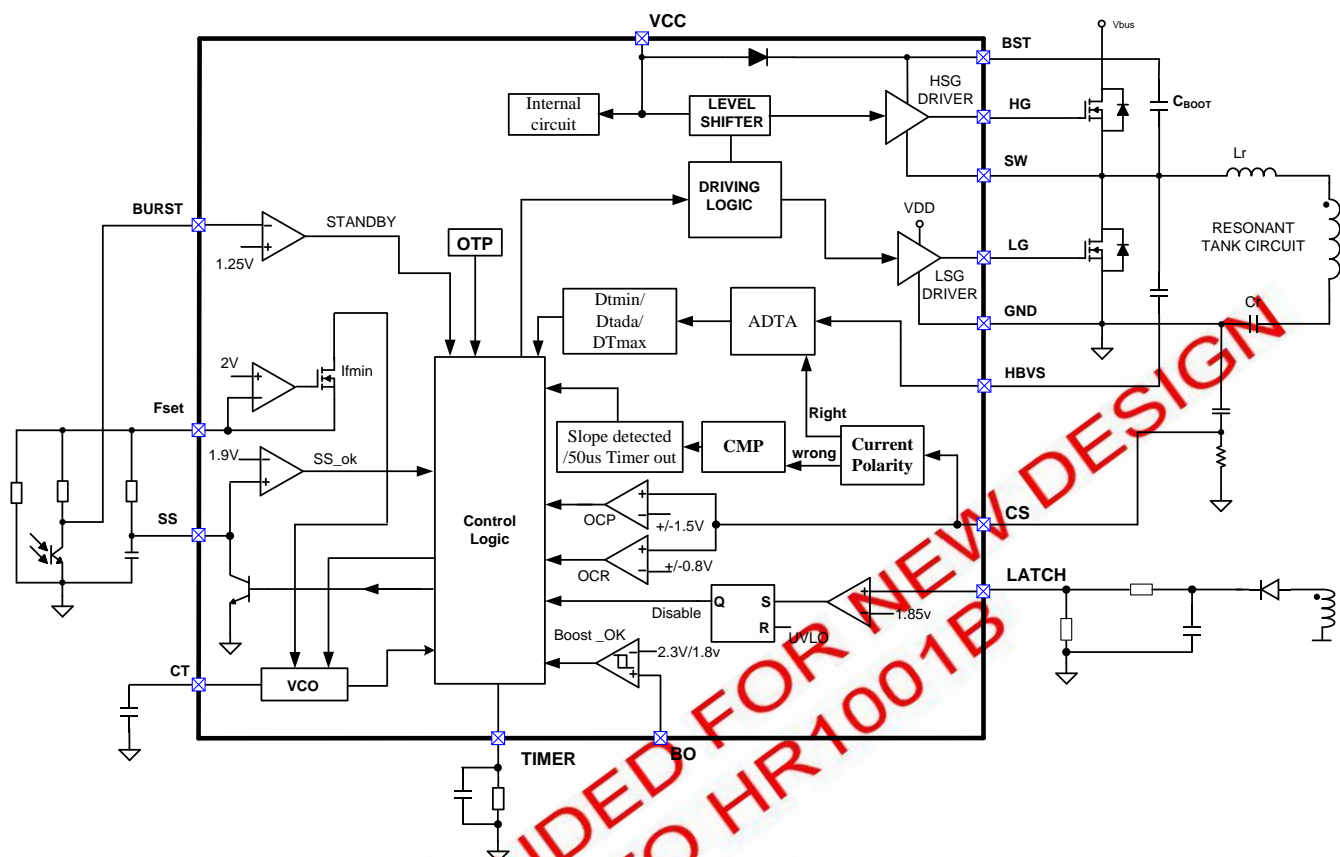 VCC
Vbus
BST
HSG
DRIVER
Internal
circuit
LEVEL
SHIFTER
HG
CBOOT
SW
Lr
DRIVING
LOGIC
BURST
STANDBY
1.25V
OTP
VDD
LG
LSG
DRIVER
RESONANT
TANK CIRCUIT
GND
Cr
Dtmin/
Dtada/
DTmax
ADTA
HBVS
2V
Ifmin
Fset
Right
Slope detected
/50us Timer out
CMP
wrong
Current
Polarity
1.9V
SS_ok
SS
Control
Logic
OCP
+/-1.5V
CS
OCR
+/-0.8V
LATCH
Disable
Q
S
R
UVLO
1.85v
Boost _OK
2.3V/1.8v
CT
VCO
TIMER
BO
NDED FOR NEW DESIGN
TO HR1001B